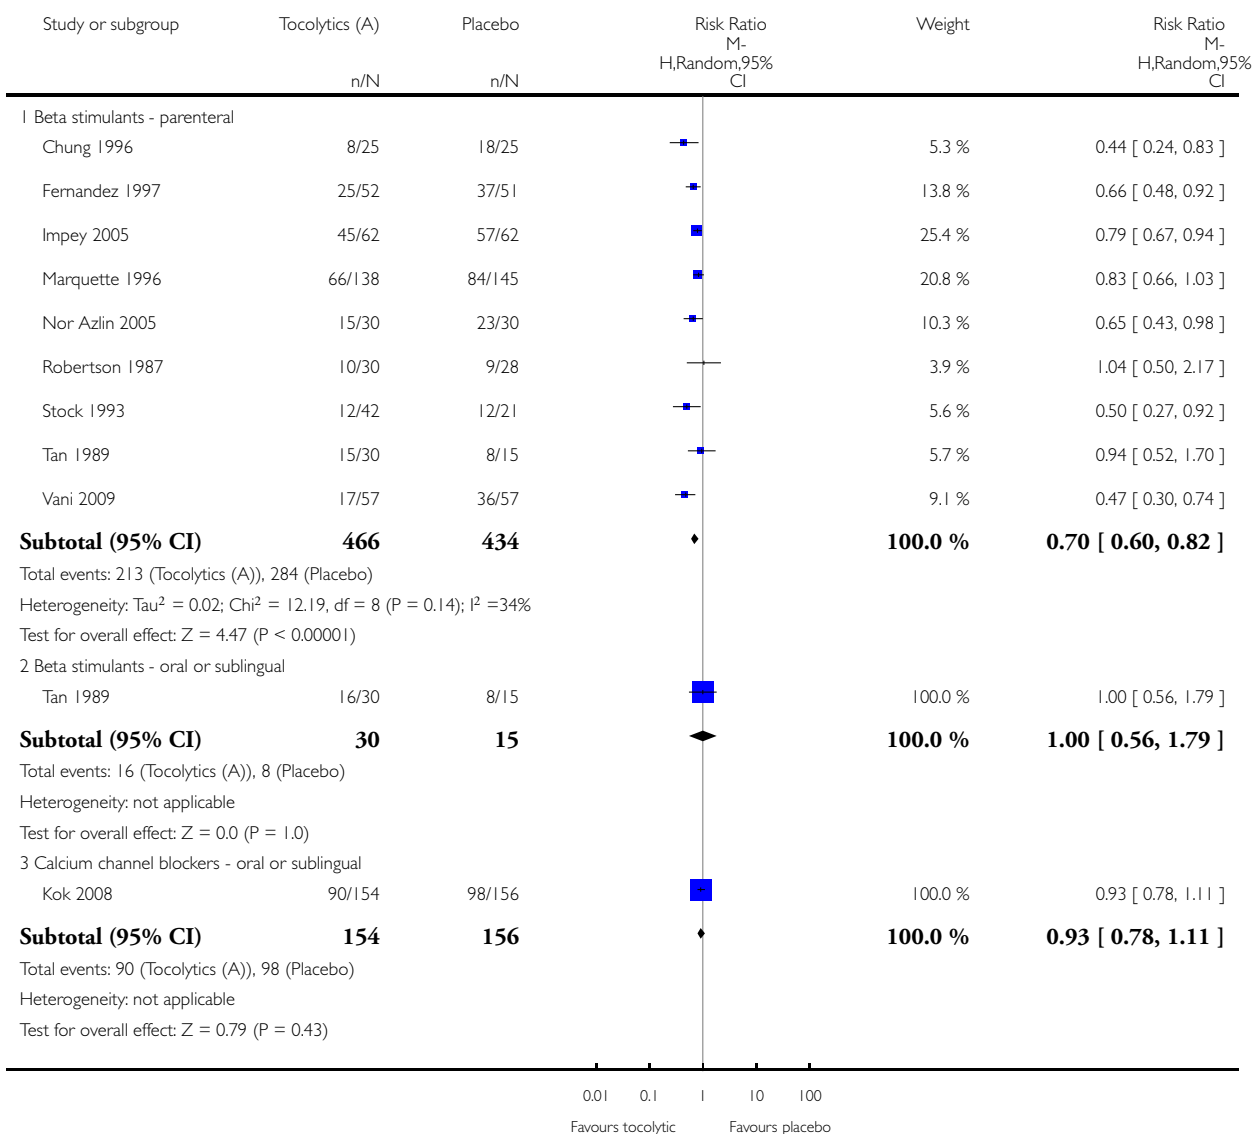 Study or subgroup Tocolytics (A) Placebo Risk Ratio Weight Risk Ratio
M- M-
H,Random,95% H,Random,95%
n/N n/N CI CI
1 Beta stimulants - parenteral
Chung 1996 8/25 18/25 5.3 % 0.44 [ 0.24, 0.83 ]
Fernandez 1997 25/52 37/51 13.8 % 0.66 [ 0.48, 0.92 ]
Impey 2005 45/62 57/62 25.4 % 0.79 [ 0.67, 0.94 ]
Marquette 1996 66/138 84/145 20.8 % 0.83 [ 0.66, 1.03 ]
Nor Azlin 2005 15/30 23/30 10.3 % 0.65 [ 0.43, 0.98 ]
Robertson 1987 10/30 9/28 3.9 % 1.04 [ 0.50, 2.17 ]
Stock 1993 12/42 12/21 5.6 % 0.50 [ 0.27, 0.92 ]
Tan 1989 15/30 8/15 5.7 % 0.94 [ 0.52, 1.70 ]
Vani 2009 17/57 36/57 9.1 % 0.47 [ 0.30, 0.74 ]
Subtotal (95% CI) 466 434 100.0 % 0.70 [ 0.60, 0.82 ]
Total events: 213 (Tocolytics (A)), 284 (Placebo)
Heterogeneity: Tau² = 0.02; Chi² = 12.19, df = 8 (P = 0.14); I² =34%
Test for overall effect: Z = 4.47 (P < 0.00001)
2 Beta stimulants - oral or sublingual
Tan 1989 16/30 8/15 100.0 % 1.00 [ 0.56, 1.79 ]
Subtotal (95% CI) 30 15 100.0 % 1.00 [ 0.56, 1.79 ]
Total events: 16 (Tocolytics (A)), 8 (Placebo)
Heterogeneity: not applicable
Test for overall effect: Z = 0.0 (P = 1.0)
3 Calcium channel blockers - oral or sublingual
Kok 2008 90/154 98/156 100.0 % 0.93 [ 0.78, 1.11 ]
Subtotal (95% CI) 154 156 100.0 % 0.93 [ 0.78, 1.11 ]
Total events: 90 (Tocolytics (A)), 98 (Placebo)
Heterogeneity: not applicable
Test for overall effect: Z = 0.79 (P = 0.43)
0.01 0.1 1 10 100
Favours tocolytic Favours placebo